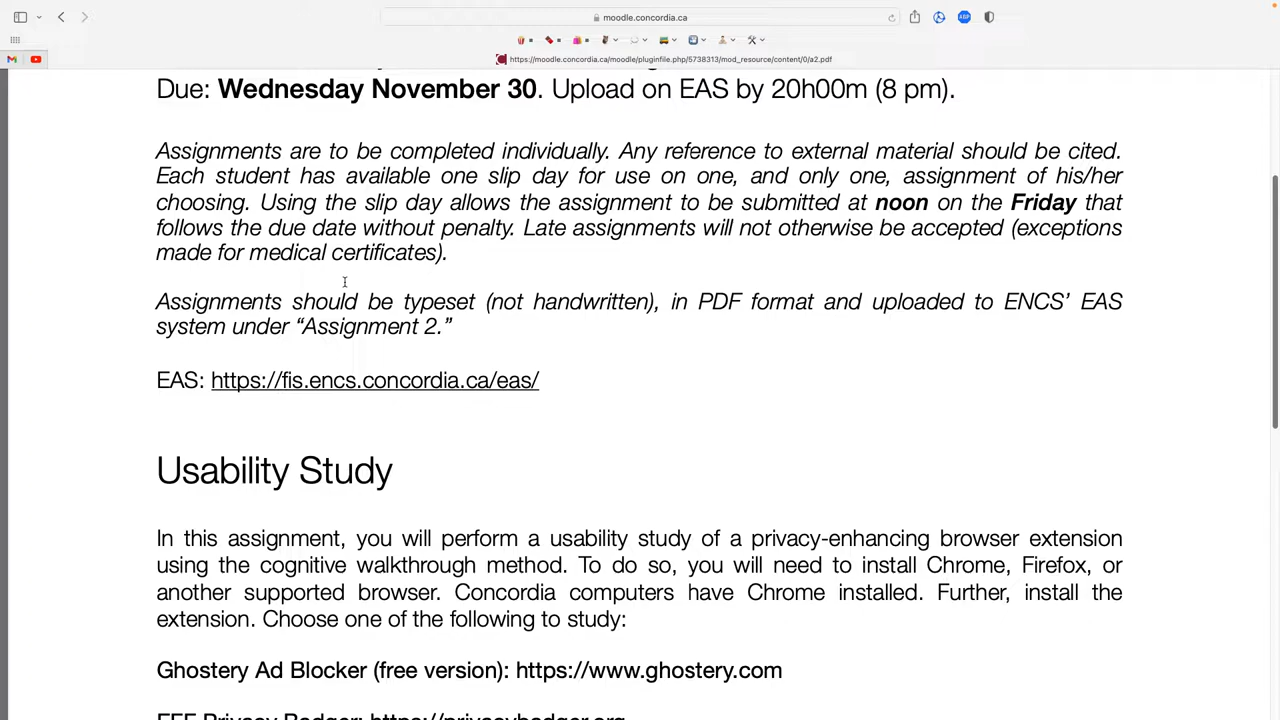 moodle.concordia.ca
ABP
https://moodle.concordia.ca/moodle/pluginfile.php/5738313/mod_resource/content/0/a2.pdf
Due: Wednesday November 30. Upload on EAS by 20h00m (8 pm).
Assignments are to be completed individually. Any reference to external material should be cited.
Each student has available one slip day for use on one, and only one, assignment of his/her
choosing. Using the slip day allows the assignment to be submitted at noon on the Friday that
follows the due date without penalty. Late assignments will not otherwise be accepted (exceptions
made for medical certificates).
Assignments should be typeset (not handwritten), in PDF format and uploaded to ENCS’ EAS
system under “Assignment 2.”
EAS: https://fis.encs.concordia.ca/eas/
Usability Study
In this assignment, you will perform a usability study of a privacy-enhancing browser extension
using the cognitive walkthrough method. To do so, you will need to install Chrome, Firefox, or
another supported browser. Concordia computers have Chrome installed. Further, install the
extension. Choose one of the following to study:
Ghostery Ad Blocker (free version): https://www.ghostery.com
EFF Privacy Badger: https://privacybadger.org